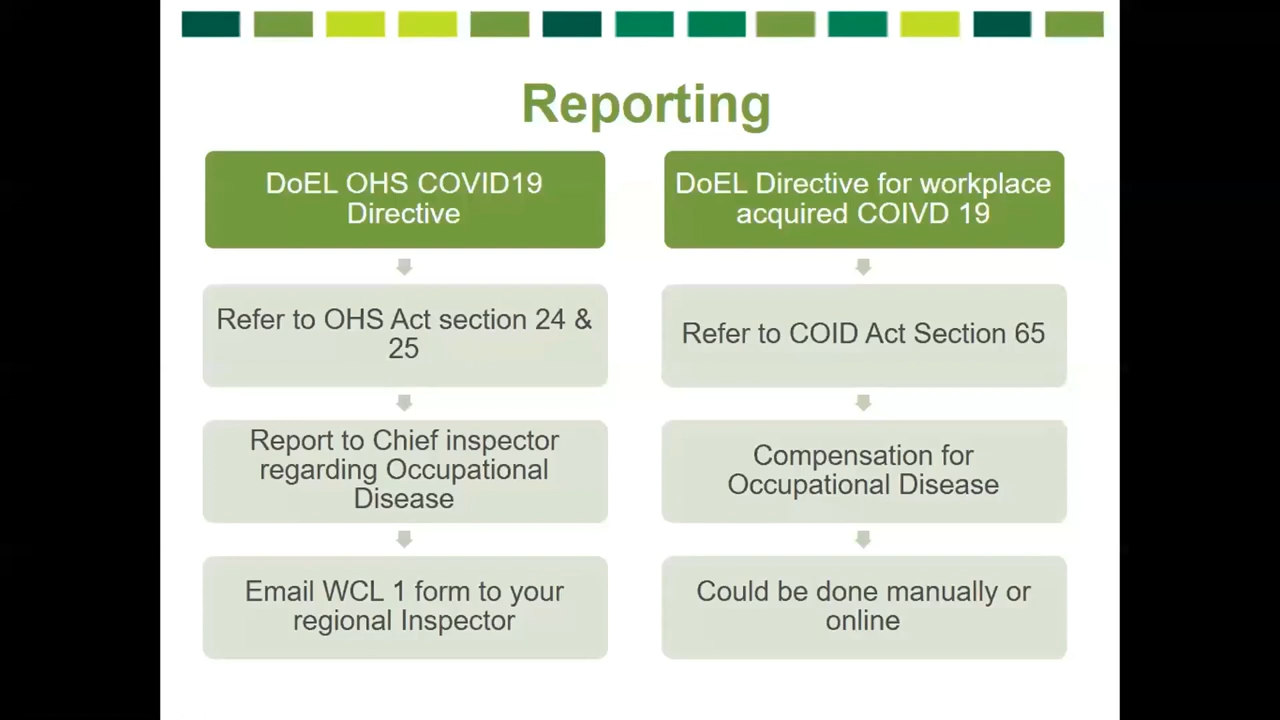 Reporting
DoEL OHS COVID19
Directive
Refer to OHS Act section 24 &
25
Report to Chief inspector
regarding Occupational
Disease
Email WCL 1 form to your
regional Inspector
DoEL Directive for workplace
acquired COIVD 19
Refer to COID Act Section 65
Compensation for
Occupational Disease
Could be done manually or
online